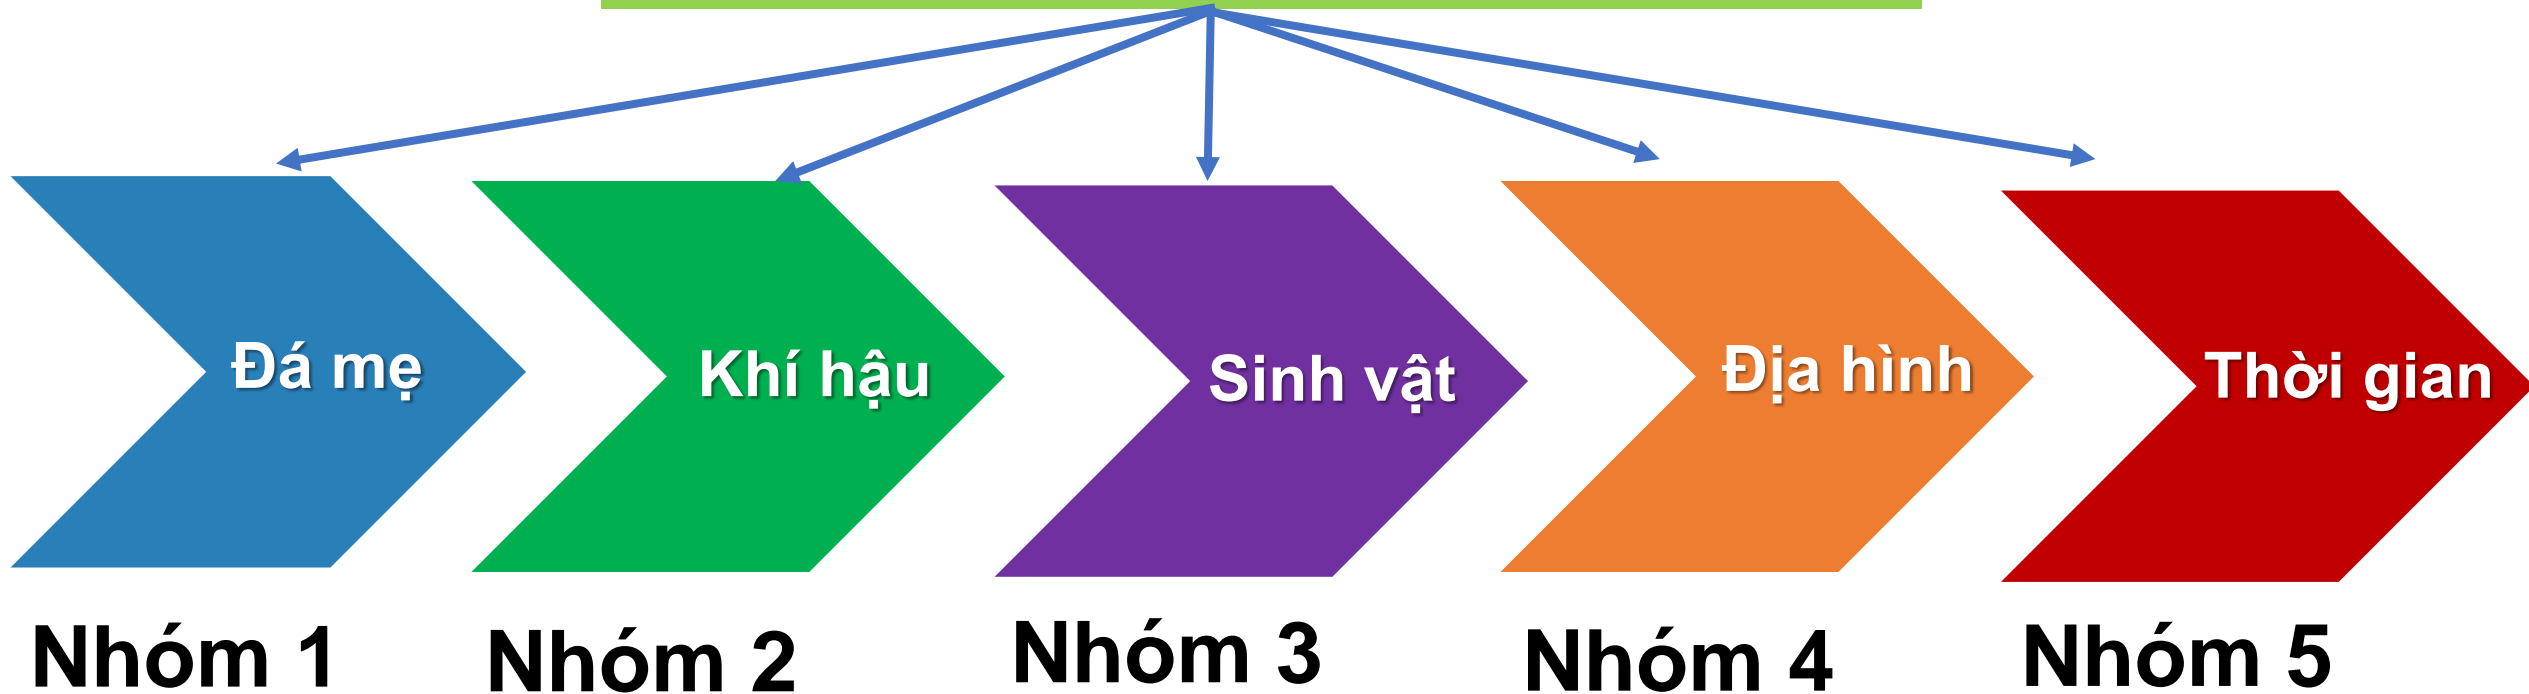 Đá mẹ
Khí hậu
Sinh vật
Địa hình
Thời gian
Nhóm 1
Nhóm 2
Nhóm 3
Nhóm 4
Nhóm 5